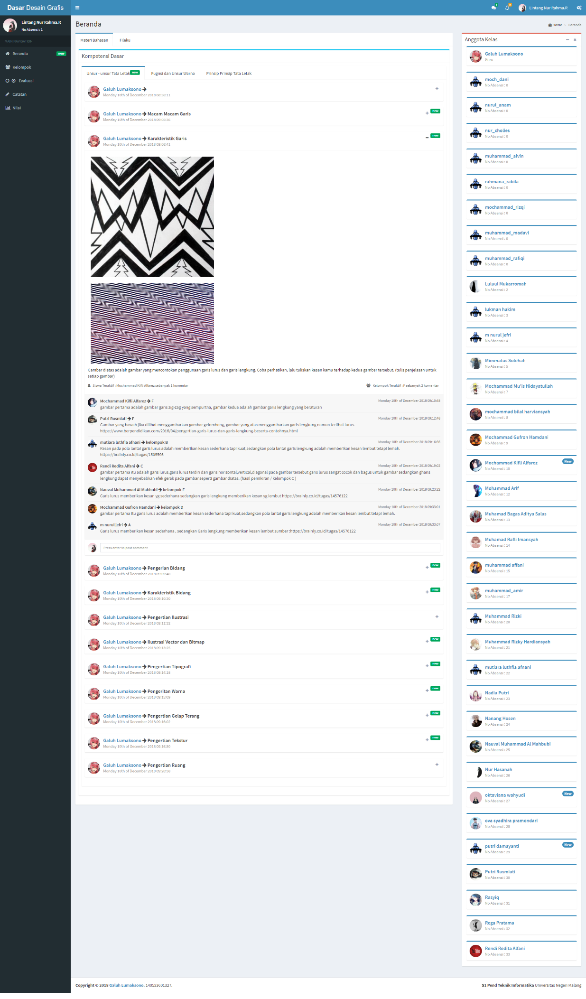 Dasar Desain Grafis
3
9
Lintang Nur Rahma.R
Lintang Nur Rahma.R
No Absensi : 1
MAIN NAVIGATION
Beranda new
Kelompok
Evaluasi
Catatan
Nilai
Beranda
Home > Beranda
Materi Bahasan Fileku
Kompetensi Dasar
Unsur - unsur Tata Letak new Fugnsi dan Unsur Warna Prinsip Prinsip Tata Letak
Galuh Lumaksono →
Monday 10th of December 2018 08:56:11
Galuh Lumaksono → Macam Macam Garis new
Monday 10th of December 2018 09:05:36
Galuh Lumaksono → Karakteristik Garis new
Monday 10th of December 2018 09:06:41
Gambar diatas adalah gambar yang mencontokan penggunaan garis lurus dan garis lengkung. Coba perhatikan, lalu tuliskan kesan kamu terhadap kedua gambar tersebut. (tulis penjelasan untuk
setiap gambar)
Siswa Teraktif : Mochammad Kifli Alfarez sebanyak 1 komentar Kelompok Teraktif : F sebanyak 2 komentar
Mochammad Kifli Alfarez → F Monday 10th of December 2018 09:10:48
gambar pertama adalah gambar garis zig-zag yang sempurtna, gambar kedua adalah gambar garis lengkung yang beraturan
Putri Rusmiati → F Monday 10th of December 2018 09:12:48
Gambar yang bawah jika dilihat menggambarkan gambar gelombang, gambar yang atas menggambarkan garis lengkung namun terlihat lurus.
https://www.berpendidikan.com/2016/04/pengertian-garis-lurus-dan-garis-lengkung-beserta-contohnya.html
mutiara luthfia afnani → kelompok B Monday 10th of December 2018 09:16:36
Kesan pada pola lantai garis lurus adalah memberikan kesan sederhana tapi kuat,sedangkan pola lantai garis lengkung adalah memberikan kesan lembut tetapi lemah.
https://brainly.co.id/tugas/1505596
Rendi Redita Alfani → C Monday 10th of December 2018 09:19:02
gambar pertama itu adalah garis lurus,garis lurus terdiri dari garis horizontal,vertical,diagonal pada gambar tersebut garis lurus sangat cocok dan bagus untuk gambar sedangkan gharis
lengkung dapat menyebabkan efek gerak pada gambar seperti gambar diatas. (hasil pemikiran / kelompok C )
Nauval Muhammad Al Mahbubi → kelompok E Monday 10th of December 2018 09:23:22
Garis lurus memberikan kesan yg sederhana sedangkan garis lengkung memberikan kesan yg lembut https://brainly.co.id/tugas/14576122
Mochammad Gufron Hamdani → kelompok D Monday 10th of December 2018 09:33:01
gambar pertama itu garis lurus adalah memberikan kesan sederhana tapi kuat,sedangkan pola lantai garis lengkung adalah memberikan kesan lembut tetapi lemah.
m nurul jefri → A Monday 10th of December 2018 09:33:07
Garis lurus memberikan kesan sederhana , sedangkan Garis lengkung memberikan kesan lembut sumber :https://brainly.co.id/tugas/14576122
Press enter to post comment
Galuh Lumaksono → Pengerian Bidang new
Monday 10th of December 2018 09:09:40
Galuh Lumaksono → Karakteristik Bidang new
Monday 10th of December 2018 09:10:30
Galuh Lumaksono → Pengertian Ilustrasi
Monday 10th of December 2018 09:11:32
Galuh Lumaksono → Ilustrasi Vector dan Bitmap new
Monday 10th of December 2018 09:13:25
Galuh Lumaksono → Pengertian Tipografi new
Monday 10th of December 2018 09:14:18
Galuh Lumaksono → Pengeritan Warna new
Monday 10th of December 2018 09:15:09
Galuh Lumaksono → Pengertian Gelap Terang new
Monday 10th of December 2018 09:16:02
Galuh Lumaksono → Pengertian Tekstur new
Monday 10th of December 2018 09:16:50
Galuh Lumaksono → Pengertian Ruang
Monday 10th of December 2018 09:20:38
Anggota Kelas
Galuh Lumaksono
Guru
moch_dani
No Absensi : 0
nurul_anam
No Absensi : 0
nur_cholies
No Absensi : 0
muhammad_alvin
No Absensi : 0
rahmana_rabila
No Absensi : 0
mochammad_rizqi
No Absensi : 0
muhammad_madavi
No Absensi : 0
muhammad_rafiqi
No Absensi : 0
Luluul Mukarromah
No Absensi : 2
lukman hakim
No Absensi : 3
m nurul jefri
No Absensi : 4
Mimmatus Solehah
No Absensi : 5
Mochammad Mu'is Hidayatullah
No Absensi : 7
mochammad bilal harviansyah
No Absensi : 8
Mochammad Gufron Hamdani
No Absensi : 9
Mochammad Kifli Alfarez New
No Absensi : 10
Mohammad Arif
No Absensi : 12
Muhamad Bagas Aditya Salas
No Absensi : 13
Muhamad Rafli Imansyah
No Absensi : 14
muhammad affani
No Absensi : 15
muhammad_amir
No Absensi : 17
Muhammad Rizki
No Absensi : 20
Muhammad Rizky Hardiansyah
No Absensi : 21
mutiara luthfia afnani
No Absensi : 22
Nadia Putri
No Absensi : 23
Nanang Hosen
No Absensi : 24
Nauval Muhammad Al Mahbubi
No Absensi : 25
Nur Hasanah
No Absensi : 26
oktaviana wahyudi New
No Absensi : 27
ova syadhira pramondari
No Absensi : 28
putri damayanti New
No Absensi : 29
Putri Rusmiati
No Absensi : 30
Rasyiq
No Absensi : 31
Rega Pratama
No Absensi : 32
Rendi Redita Alfani
No Absensi : 33
Copyright © 2018 Galuh Lumaksono. 140533601327.
S1 Pend Teknik Informatika Universitas Negeri Malang